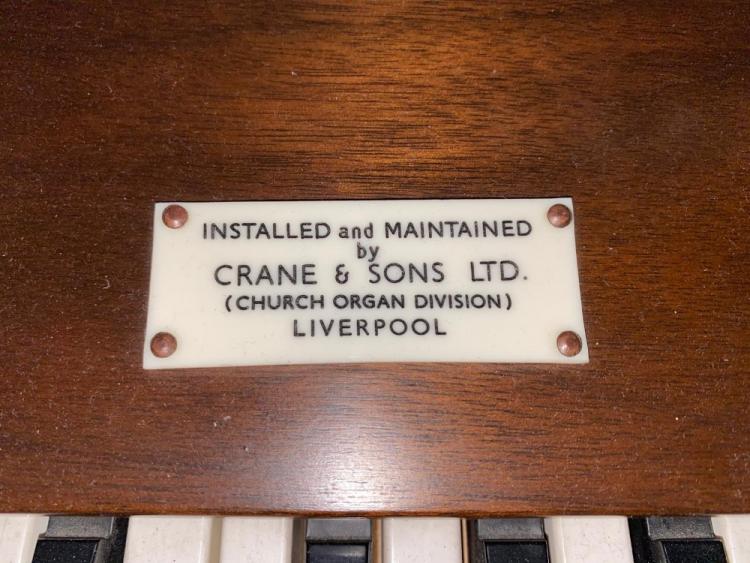 INSTALLED and MAINTAINED
by
CRANE & SONS LTD.
(CHURCH ORGAN DIVISION)
LIVERPOOL